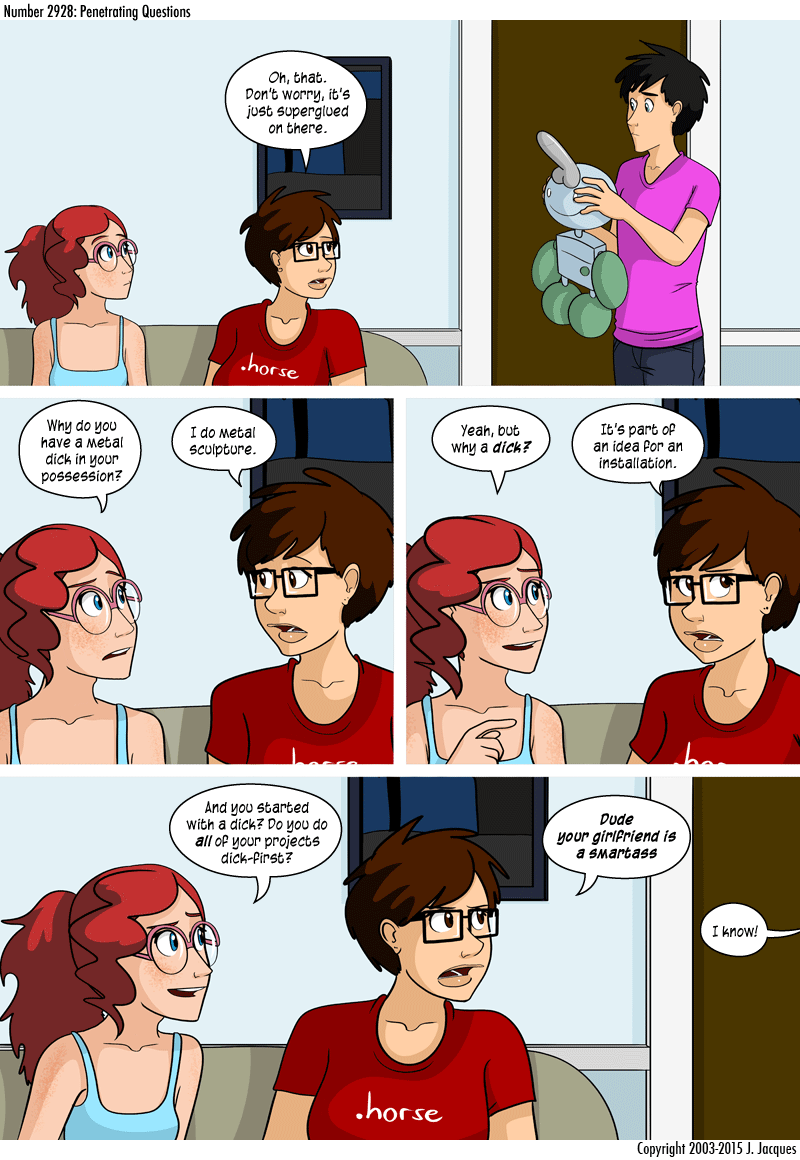 Number 2928: Penetrating Questions
Oh, that.
Don't worry, it's
just superglued
on there.
.horse
Why do you
have a metal
dick in your
possession?
I do metal
sculpture.
.horse
Yeah, but
why a dick?
It's part of
an idea for an
installation.
.hor
And you started
with a dick? Do you do
all of your projects
dick-first?
Dude
your girlfriend is
a smartass
I know!
.horse
Copyright 2003-2015 J. Jacques